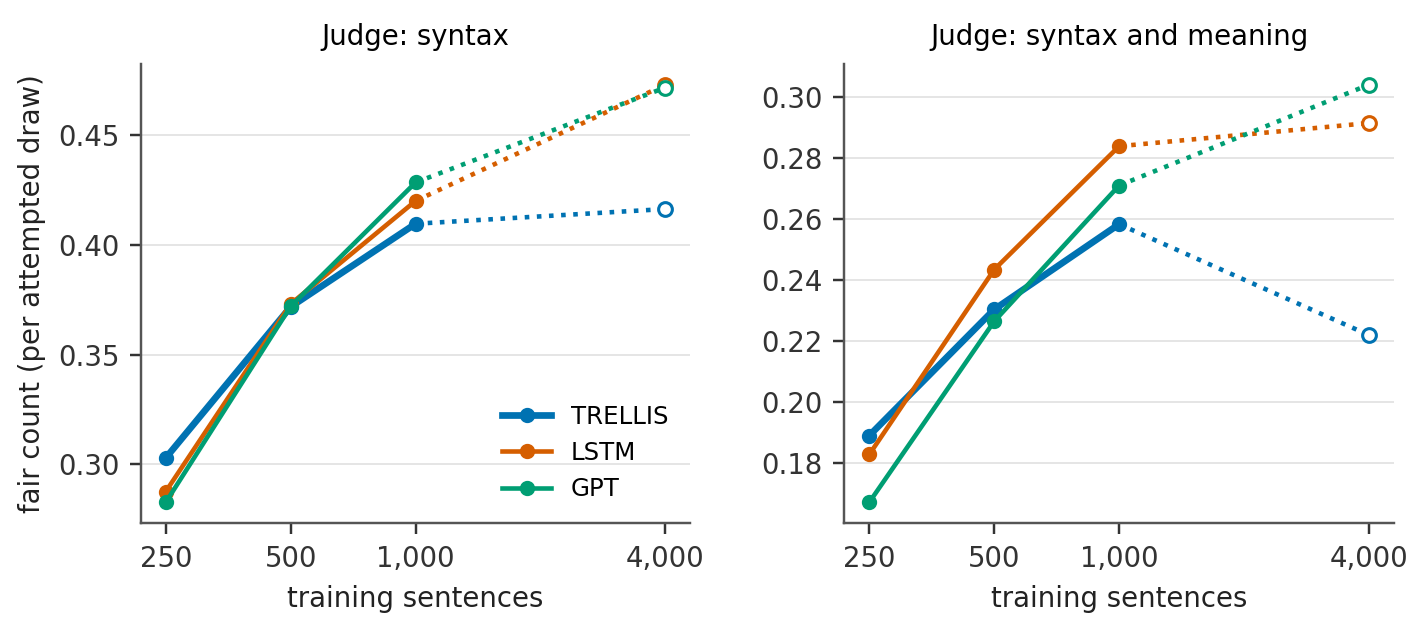 Judge: syntax
fair count (per attempted draw)
0.45
0.40
0.35
0.30
TRELLIS
LSTM
GPT
250 500 1,000 4,000
training sentences
Judge: syntax and meaning
0.30
0.28
0.26
0.24
0.22
0.20
0.18
250 500 1,000 4,000
training sentences